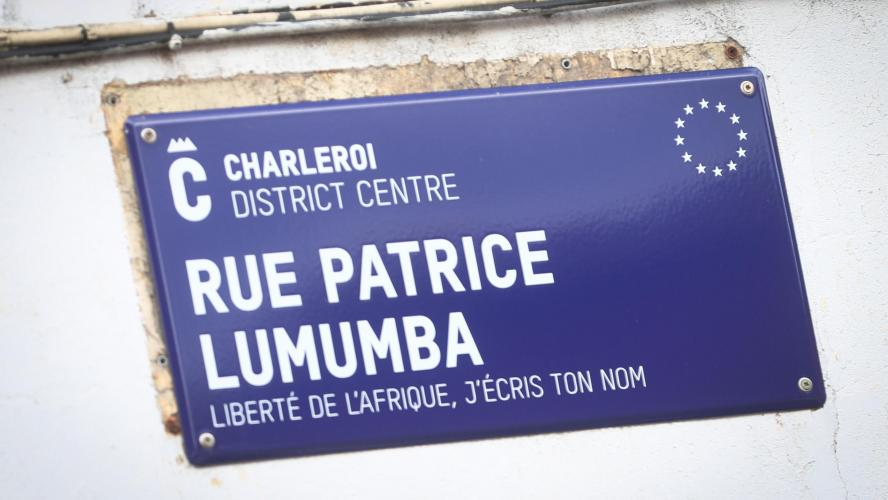 C CHARLEROI
DISTRICT CENTRE
RUE PATRICE
LUMUMBA
LIBERTÉ DE L'AFRIQUE, J'ÉCRIS TON NOM